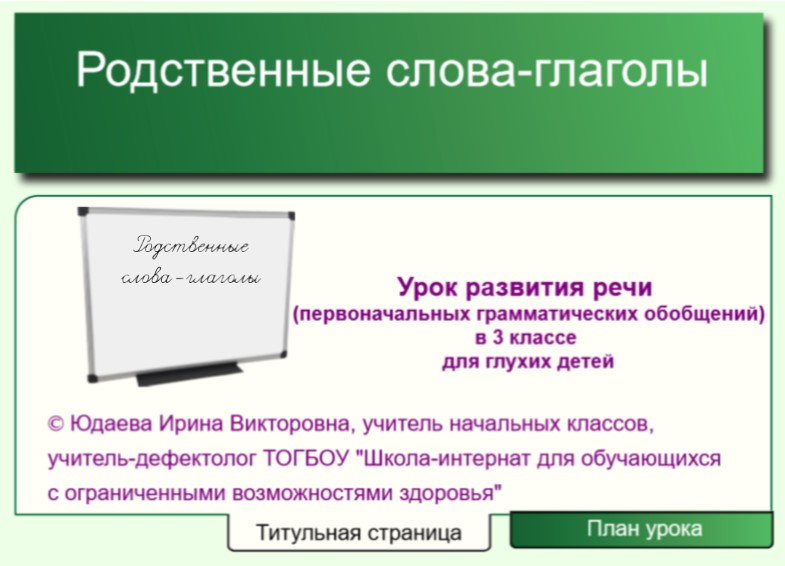 Родственные слова-глаголы
Родственные
слова-глаголы
Урок развития речи
(первоначальных грамматических обобщений)
в 3 классе
для глухих детей
© Юдаева Ирина Викторовна, учитель начальных классов,
учитель-дефектолог ТОГБОУ "Школа-интернат для обучающихся
с ограниченными возможностями здоровья"
Титульная страница
План урока